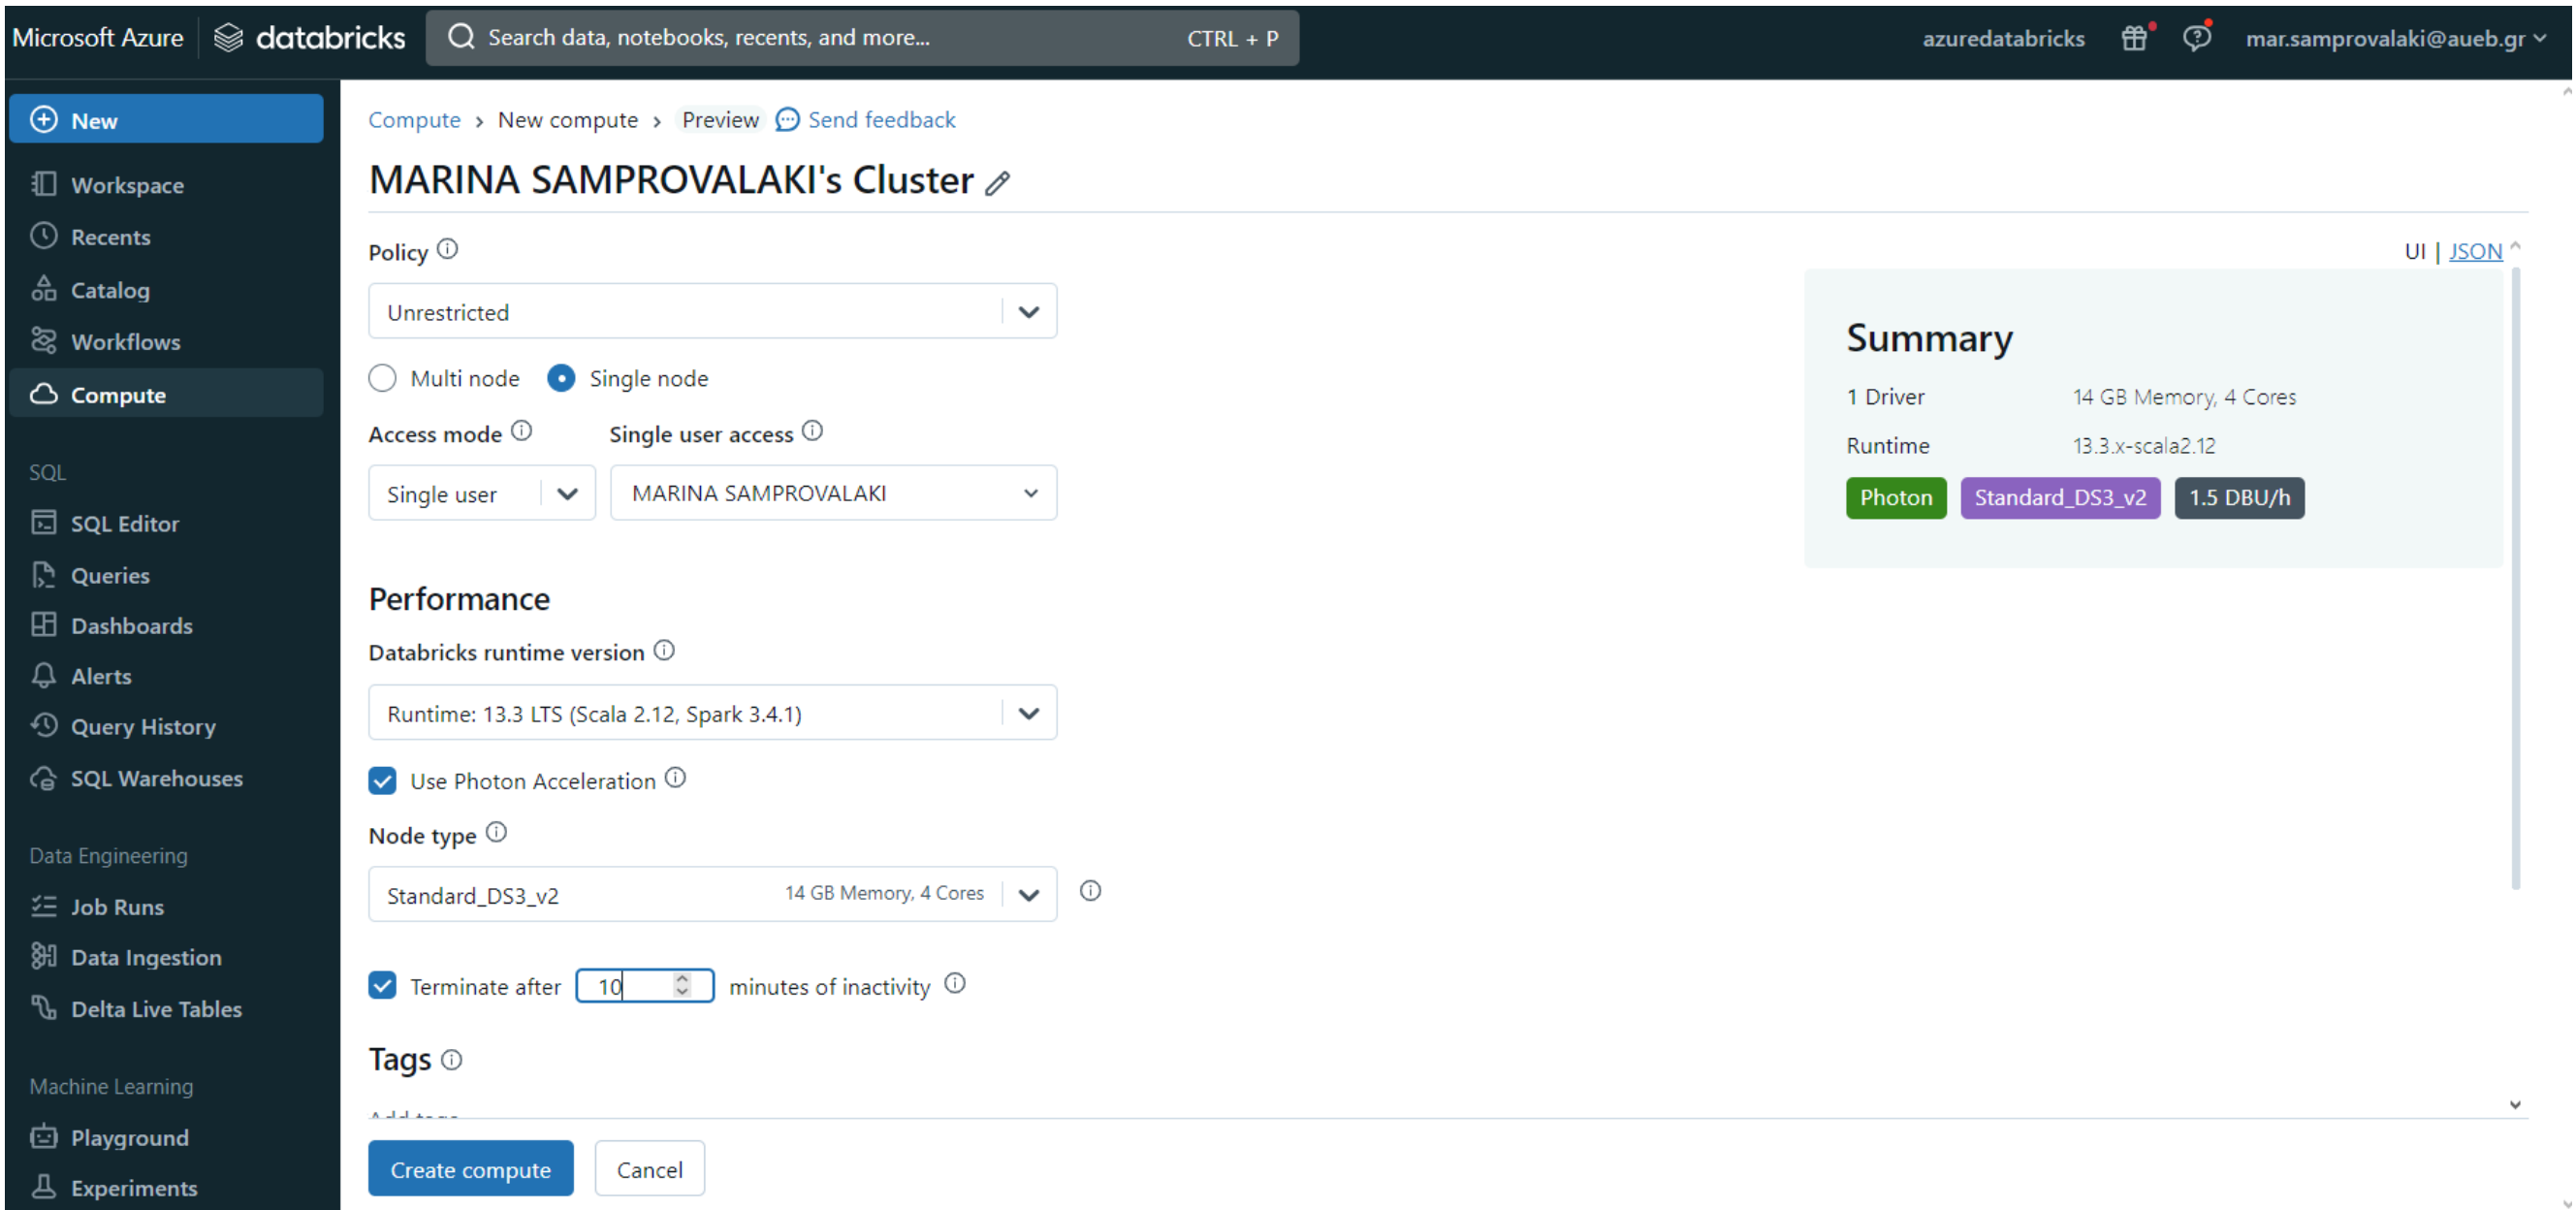 Microsoft Azure databricks Search data, notebooks, recents, and more... CTRL + P azuredatabricks mar.samprovalaki@aueb.gr
New
Workspace
Recents
Catalog
Workflows
Compute
SQL
SQL Editor
Queries
Dashboards
Alerts
Query History
SQL Warehouses
Data Engineering
Job Runs
Data Ingestion
Delta Live Tables
Machine Learning
Playground
Experiments
Compute › New compute › Preview Send feedback
MARINA SAMPROVALAKI's Cluster
Policy
Unrestricted
Multi node Single node
Access mode Single user access
Single user MARINA SAMPROVALAKI
Performance
Databricks runtime version
Runtime: 13.3 LTS (Scala 2.12, Spark 3.4.1)
Use Photon Acceleration
Node type
Standard_DS3_v2 14 GB Memory, 4 Cores
Terminate after 10 minutes of inactivity
Tags
Add tags
Create compute Cancel
UI | JSON
Summary
1 Driver 14 GB Memory, 4 Cores
Runtime 13.3.x-scala2.12
Photon Standard_DS3_v2 1.5 DBU/h